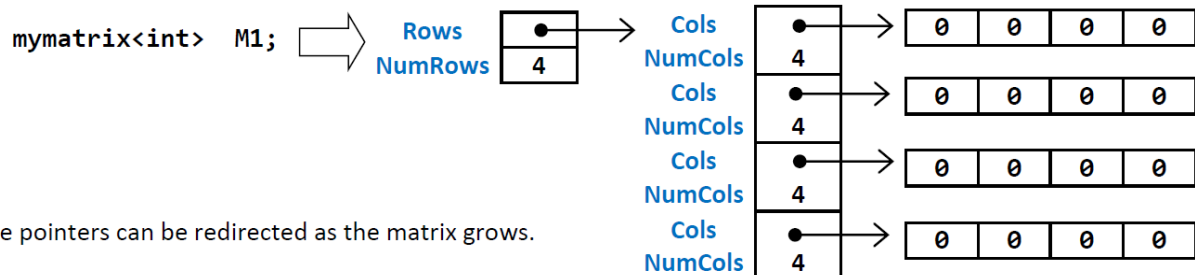 mymatrix<int> M1;
Rows
NumRows 4
Cols
NumCols 4
0 0 0 0
Cols
NumCols 4
0 0 0 0
Cols
NumCols 4
0 0 0 0
Cols
NumCols 4
0 0 0 0
e pointers can be redirected as the matrix grows.